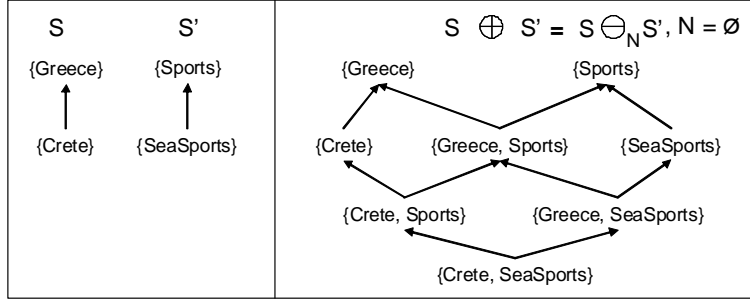 S S'
{Greece} {Sports}
{Crete} {SeaSports}
S ⊕ S' = S ⊖N S', N = Ø
{Greece} {Sports}
{Crete} {Greece, Sports} {SeaSports}
{Crete, Sports} {Greece, SeaSports}
{Crete, SeaSports}